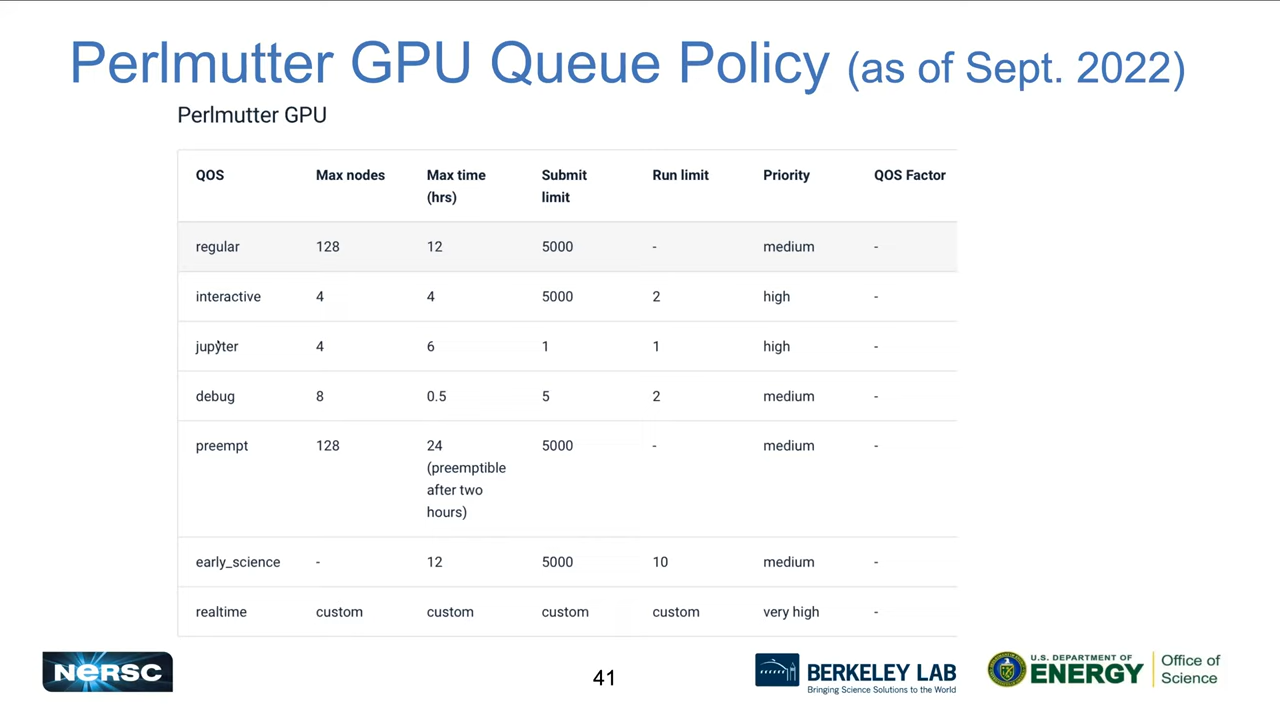 Perlmutter GPU Queue Policy (as of Sept. 2022)
Perlmutter GPU
QOS Max nodes Max time (hrs) Submit limit Run limit Priority QOS Factor
regular 128 12 5000 - medium -
interactive 4 4 5000 2 high -
jupyter 4 6 1 1 high -
debug 8 0.5 5 2 medium -
preempt 128 24 (preemptible after two hours) 5000 - medium -
early_science - 12 5000 10 medium -
realtime custom custom custom custom very high -
NERSC
41
BERKELEY LAB
Bringing Science Solutions to the World
U.S. DEPARTMENT OF
ENERGY
Office of
Science